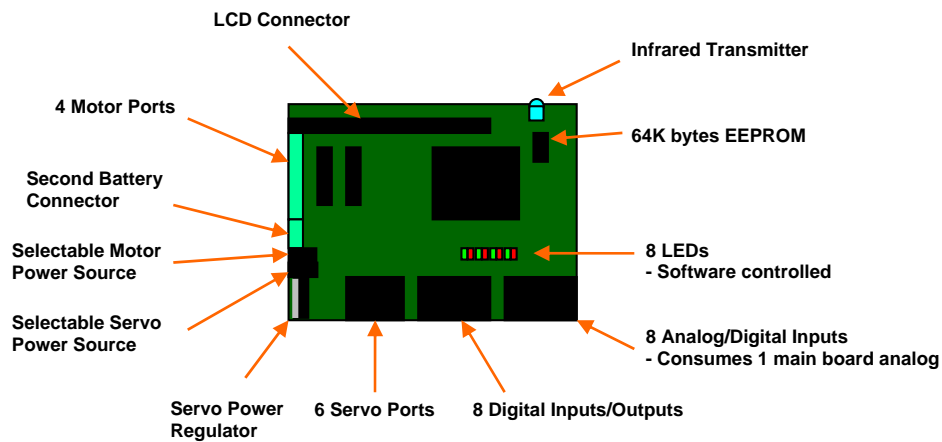 LCD Connector
Infrared Transmitter
4 Motor Ports
64K bytes EEPROM
Second Battery
Connector
Selectable Motor
Power Source
8 LEDs
- Software controlled
Selectable Servo
Power Source
8 Analog/Digital Inputs
- Consumes 1 main board analog
Servo Power
Regulator
6 Servo Ports
8 Digital Inputs/Outputs